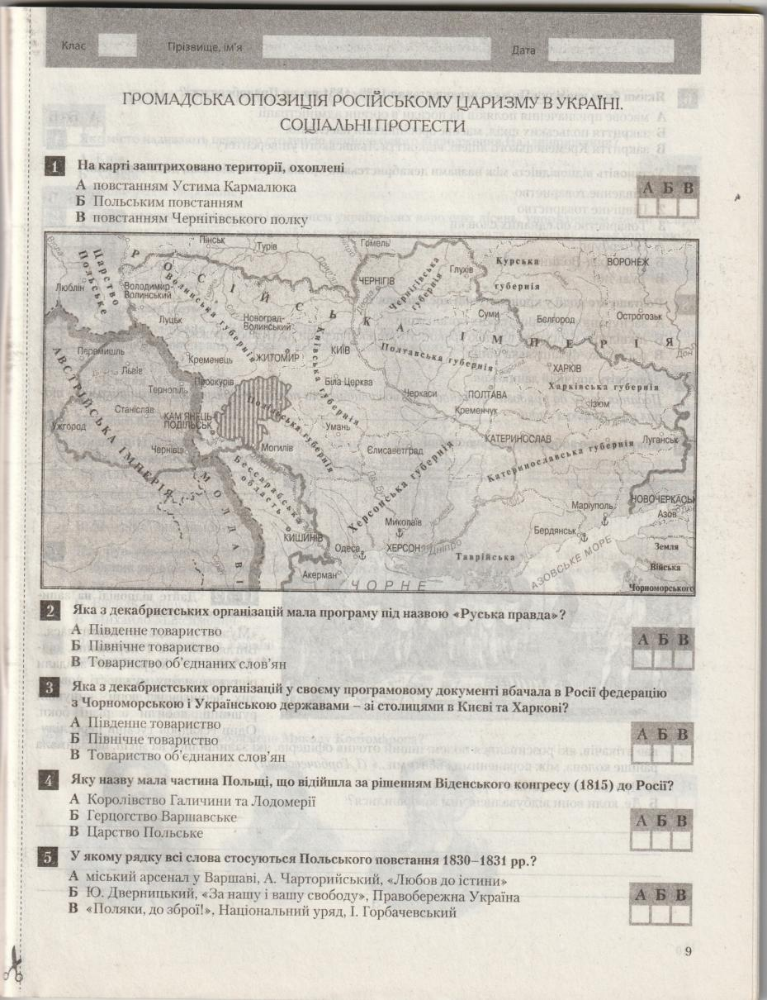 Клас
Прізвище, ім'я
Дата
ГРОМАДСЬКА ОПОЗИЦІЯ РОСІЙСЬКОМУ ЦАРИЗМУ В УКРАЇНІ.
СОЦІАЛЬНІ ПРОТЕСТИ
1 На карті заштриховано території, охоплені
А повстанням Устима Кармалюка
Б Польським повстанням
В повстанням Чернігівського полку
А Б В
Пінськ
Турів
Гомель
Царство Польське
РОСІЙСЬКА ІМПЕРІЯ
Курська губернія
ВОРОНЕЖ
Глухів
Чернігівська губернія
ЧЕРНІГІВ
Люблін
Володимир-Волинський
Волинська губернія
Луцьк
Новоград-Волинський
Суми
Бєлгород
Острогозьк
Дон
Перемишль
Кременець
ЖИТОМИР
Київська губернія
КИЇВ
Полтавська губернія
ХАРКІВ
Львів
Тернопіль
Проскурів
Біла Церква
Черкаси
ПОЛТАВА
Харківська губернія
Ізюм
Станіслав
КАМ'ЯНЕЦЬ-ПОДІЛЬСЬК
Подільська губернія
Кременчук
АВСТРІЙСЬКА ІМПЕРІЯ
Ужгород
Умань
Чернівці
Могилів
Єлисаветград
КАТЕРИНОСЛАВ
Луганськ
Бессарабська область
Херсонська губернія
Катеринославська губернія
МОЛДАВІ
Маріуполь
НОВОЧЕРКАСЬК
Азов
Миколаїв
Бердянськ
КИШИНІВ
Одеса
ХЕРСОН
Дніпро
Таврійська
АЗОВСЬКЕ МОРЕ
Земля
Війська
Чорноморського
Акерман
ЧОРНЕ
2 Яка з декабристських організацій мала програму під назвою «Руська правда»?
А Південне товариство
Б Північне товариство
В Товариство об'єднаних слов'ян
А Б В
3 Яка з декабристських організацій у своєму програмовому документі вбачала в Росії федерацію
з Чорноморською і Українською державами – зі столицями в Києві та Харкові?
А Південне товариство
Б Північне товариство
В Товариство об'єднаних слов'ян
А Б В
4 Яку назву мала частина Польщі, що відійшла за рішенням Віденського конгресу (1815) до Росії?
А Королівство Галичини та Лодомерії
Б Герцогство Варшавське
В Царство Польське
А Б В
5 У якому рядку всі слова стосуються Польського повстання 1830–1831 рр.?
А міський арсенал у Варшаві, А. Чарторийський, «Любов до істини»
Б Ю. Дверницький, «За нашу і вашу свободу», Правобережна Україна
В «Поляки, до зброї!», Національний уряд, І. Горбачевський
А Б В
9